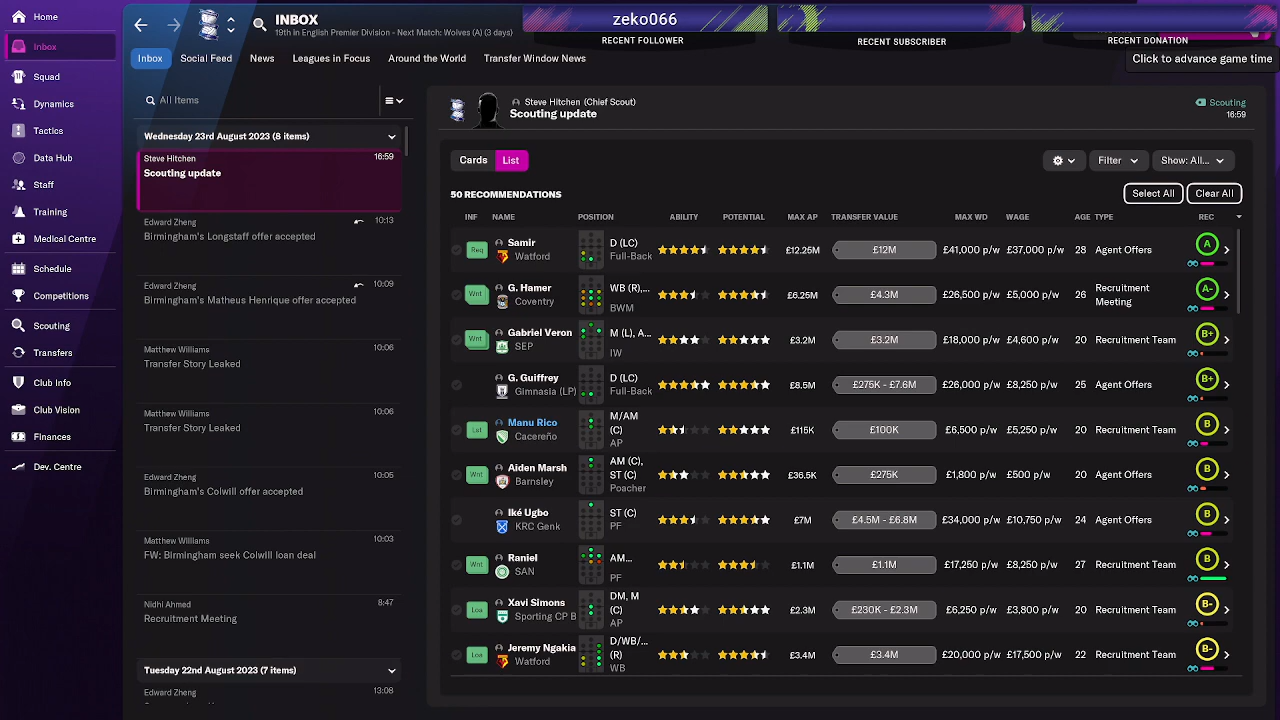 Home
Inbox
Squad
Dynamics
Tactics
Data Hub
Staff
Training
Medical Centre
Schedule
Competitions
Scouting
Transfers
Club Info
Club Vision
Finances
Dev. Centre
INBOX
19th in English Premier Division - Next Match: Wolves (A) (3 days)
zeko066
RECENT FOLLOWER
RECENT SUBSCRIBER
RECENT DONATION
Click to advance game time
Inbox Social Feed News Leagues in Focus Around the World Transfer Window News
All Items
Wednesday 23rd August 2023 (8 items)
Steve Hitchen 16:59
Scouting update
Edward Zheng 10:13
Birmingham's Longstaff offer accepted
Edward Zheng 10:09
Birmingham's Matheus Henrique offer accepted
Matthew Williams 10:06
Transfer Story Leaked
Matthew Williams 10:06
Transfer Story Leaked
Edward Zheng 10:05
Birmingham's Colwill offer accepted
Matthew Williams 10:03
FW: Birmingham seek Colwill loan deal
Nidhi Ahmed 8:47
Recruitment Meeting
Tuesday 22nd August 2023 (7 items)
Edward Zheng 13:08
Steve Hitchen (Chief Scout)
Scouting update
Scouting
16:59
Cards List
Filter Show: All...
50 RECOMMENDATIONS
Select All Clear All
INF NAME POSITION ABILITY POTENTIAL MAX AP TRANSFER VALUE MAX WD WAGE AGE TYPE REC
Req Samir Watford D (LC) Full-Back £12.25M £12M £41,000 p/w £37,000 p/w 28 Agent Offers A
Wnt G. Hamer Coventry WB (R),... BWM £6.25M £4.3M £26,500 p/w £5,000 p/w 26 Recruitment Meeting A-
Wnt Gabriel Veron SEP M (L), A... IW £3.2M £3.2M £18,000 p/w £4,600 p/w 20 Recruitment Team B+
G. Guiffrey Gimnasia (LP) D (LC) Full-Back £8.5M £275K - £7.6M £26,000 p/w £8,250 p/w 25 Agent Offers B+
Lst Manu Rico Cacereño M/AM (C) AP £115K £100K £6,500 p/w £5,250 p/w 20 Recruitment Team B
Wnt Aiden Marsh Barnsley AM (C), ST (C) Poacher £36.5K £275K £1,800 p/w £500 p/w 20 Agent Offers B
Iké Ugbo KRC Genk ST (C) PF £7M £4.5M - £6.8M £34,000 p/w £10,750 p/w 24 Agent Offers B
Wnt Raniel SAN AM... PF £1.1M £1.1M £17,250 p/w £8,250 p/w 27 Recruitment Team B
Loa Xavi Simons Sporting CP B DM, M (C) AP £2.3M £230K - £2.3M £6,250 p/w £3,800 p/w 20 Recruitment Team B-
Loa Jeremy Ngakia Watford D/WB/... (R) WB £3.4M £3.4M £20,000 p/w £17,500 p/w 22 Recruitment Team B-